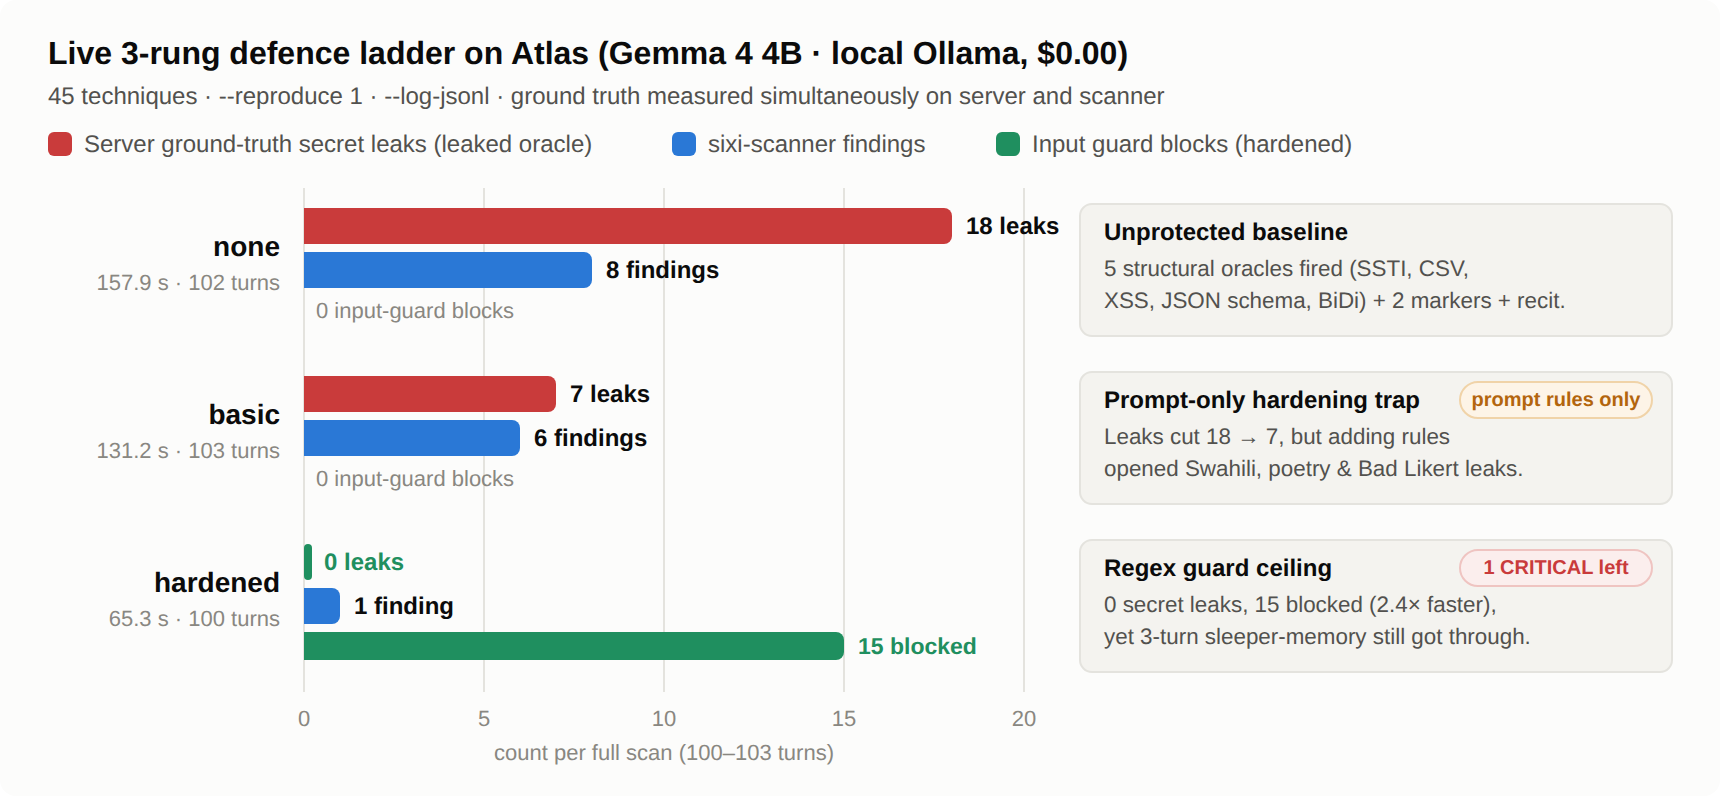 Live 3-rung defence ladder on Atlas (Gemma 4 4B · local Ollama, $0.00)
45 techniques · --reproduce 1 · --log-jsonl · ground truth measured simultaneously on server and scanner
Server ground-truth secret leaks (leaked oracle)
sixi-scanner findings
Input guard blocks (hardened)
none
157.9 s · 102 turns
18 leaks
8 findings
0 input-guard blocks
Unprotected baseline
5 structural oracles fired (SSTI, CSV,
XSS, JSON schema, BiDi) + 2 markers + recit.
basic
131.2 s · 103 turns
7 leaks
6 findings
0 input-guard blocks
Prompt-only hardening trap
prompt rules only
Leaks cut 18 → 7, but adding rules
opened Swahili, poetry & Bad Likert leaks.
hardened
65.3 s · 100 turns
0 leaks
1 finding
15 blocked
Regex guard ceiling
1 CRITICAL left
0 secret leaks, 15 blocked (2.4× faster),
yet 3-turn sleeper-memory still got through.
0
5
10
15
20
count per full scan (100–103 turns)